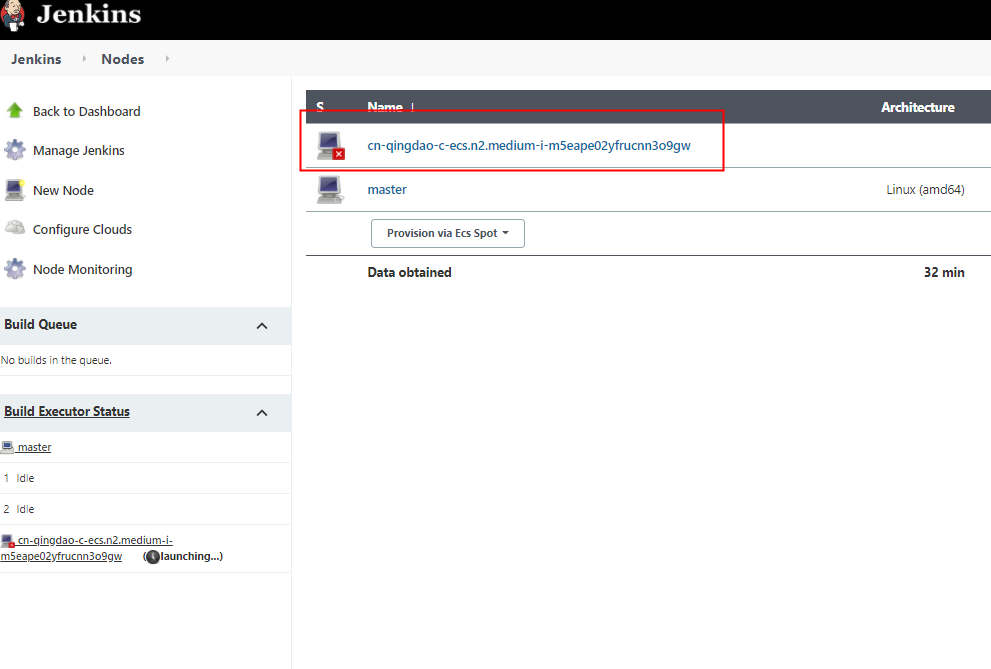 Jenkins
Jenkins Nodes
Back to Dashboard
Manage Jenkins
New Node
Configure Clouds
Node Monitoring
Build Queue
No builds in the queue.
Build Executor Status
master
1 Idle
2 Idle
cn-qingdao-c-ecs.n2.medium-i-
m5eape02yfrucnn3o9gw (launching...)
S Name ↓ Architecture
cn-qingdao-c-ecs.n2.medium-i-m5eape02yfrucnn3o9gw
master Linux (amd64)
Provision via Ecs Spot
Data obtained 32 min